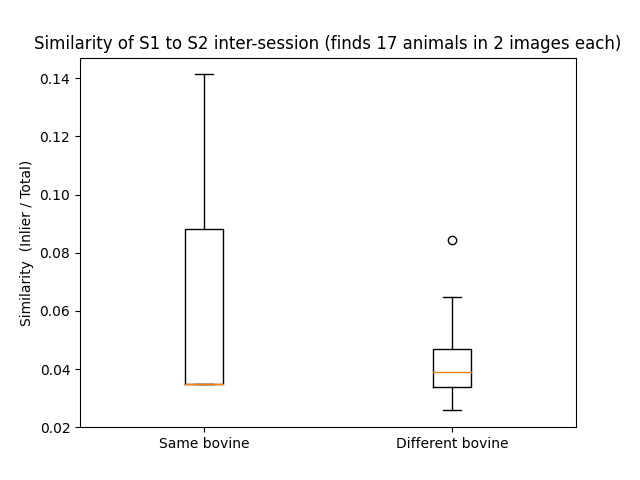 Similarity of S1 to S2 inter-session (finds 17 animals in 2 images each)
Similarity  (Inlier / Total)
0.14
0.12
0.10
0.08
0.06
0.04
0.02
Same bovine
Different bovine